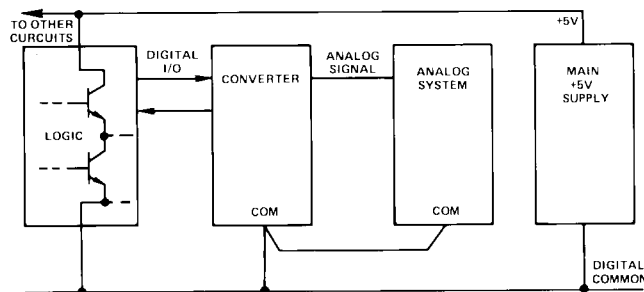 TO OTHER
CURCUITS
+5V
DIGITAL
I/O
CONVERTER
ANALOG
SIGNAL
ANALOG
SYSTEM
MAIN
+5V
SUPPLY
LOGIC
COM
COM
DIGITAL
COMMON